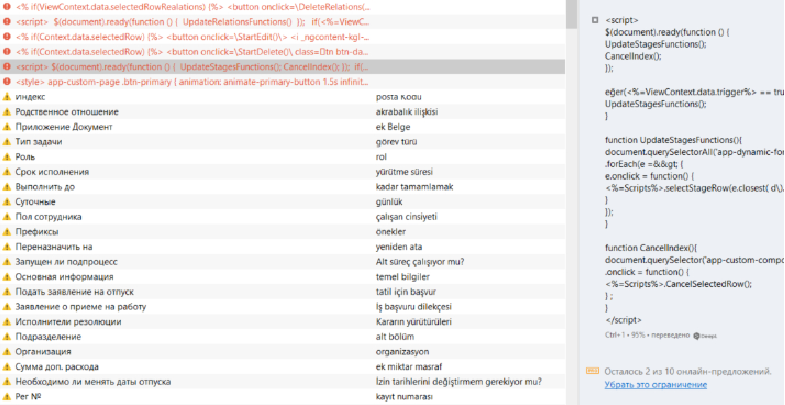 <% if(ViewContext.data.selectedRowRealations) {%> <button onclick=\DeleteRelations(...
<script> $(document).ready(function () { UpdateRelationsFunctions() }); if(<%=ViewC...
<% if(Context.data.selectedRow) {%> <button onclick=\StartEdit()\> <i _ngcontent-kgl-...
<% if(Context.data.selectedRow) {%> <button onclick=\StartDelete()\, class=Btn btn-da...
<script> $(document).ready(function () { UpdateStagesFunctions(); CancelIndex(); }); if(...
<style> app-custom-page .btn-primary { animation: animate-primary-button 1.5s infinit...
Индекс posta kodu
Родственное отношение akrabalık ilişkisi
Приложение Документ ek Belge
Тип задачи görev türü
Роль rol
Срок исполнения yürütme süresi
Выполнить до kadar tamamlamak
Суточные günlük
Пол сотрудника çalışan cinsiyeti
Префиксы önekler
Переназначить на yeniden ata
Запущен ли подпроцесс Alt süreç çalışıyor mu?
Основная информация temel bilgiler
Подать заявление на отпуск tatil için başvur
Заявление о приеме на работу İş başvuru dilekçesi
Исполнители резолюции Kararın yürütürüleri
Подразделение alt bölüm
Организация organizasyon
Сумма доп. расхода ek miktar masraf
Необходимо ли менять даты отпуска İzin tarihlerini değiştirmem gerekiyor mu?
Рег № kayıt numarası
<script>
$(document).ready(function () {
UpdateStagesFunctions();
CancelIndex();
});
eğer(<%=ViewContext.data.trigger%> == tru
UpdateStagesFunctions();
}
function UpdateStagesFunctions(){
document.querySelectorAll('app-dynamic-for
.forEach(e =&&gt; {
e.onclick = function() {
<%=Scripts%>.selectStageRow(e.closest( d\).
}
});
}
function CancelIndex(){
document.querySelector('app-custom-compo
.onclick = function() {
<%=Scripts%>.CancelSelectedRow();
} ;
}
</script>
Ctrl+ 1 • 95% • переведено
Осталось 2 из 10 онлайн-предложений.
Убрать это ограничение